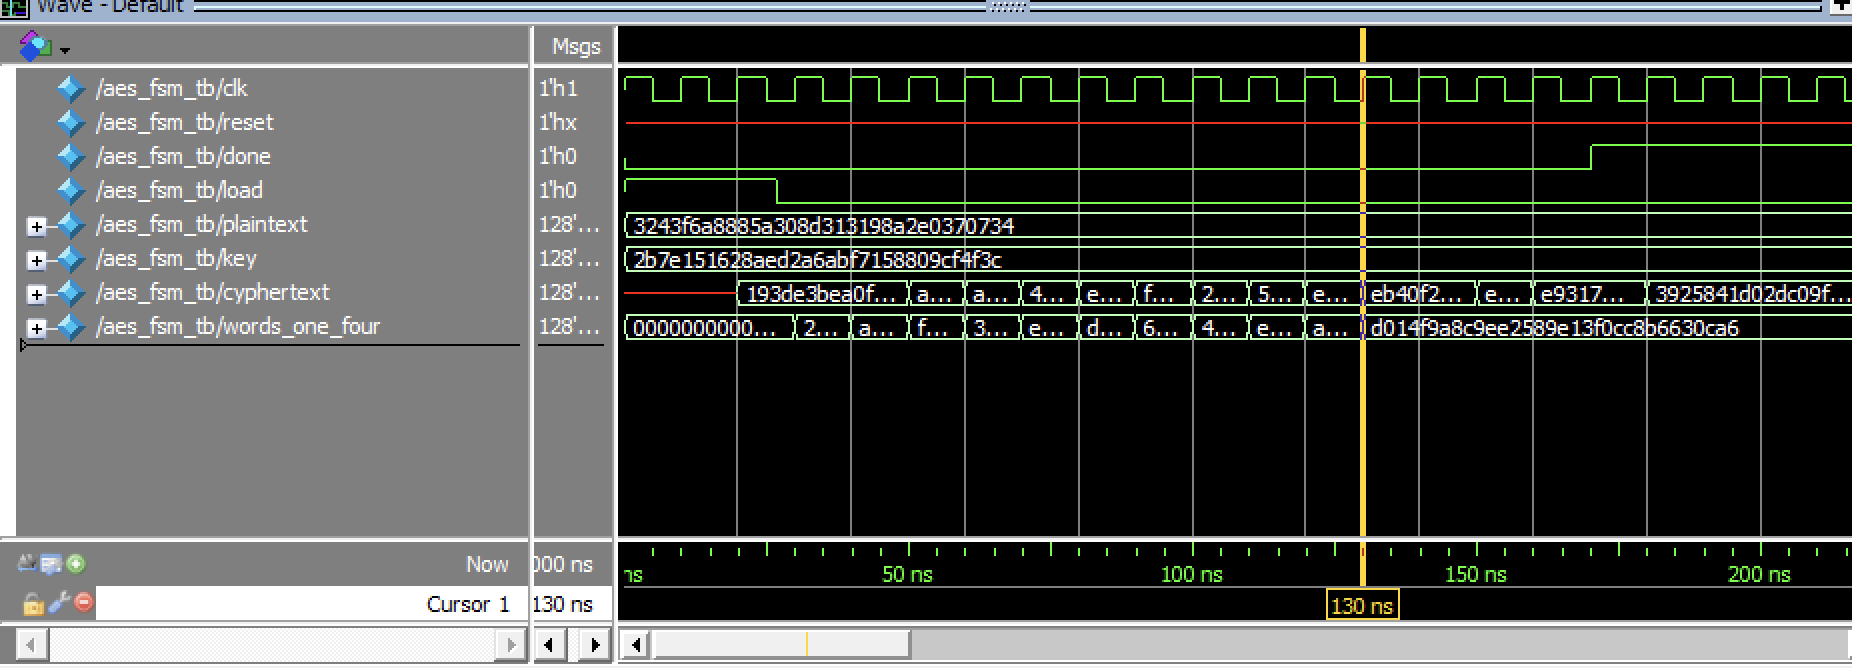 Wave - Default
Msgs
/aes_fsm_tb/clk 1'h1
/aes_fsm_tb/reset 1'hx
/aes_fsm_tb/done 1'h0
/aes_fsm_tb/load 1'h0
/aes_fsm_tb/plaintext 128'... 3243f6a8885a308d313198a2e0370734
/aes_fsm_tb/key 128'... 2b7e151628aed2a6abf7158809cf4f3c
/aes_fsm_tb/cyphertext 128'... 193de3bea0f... a... a... 4... e... f... 2... 5... e... eb40f2... e... e9317... 3925841d02dc09f...
/aes_fsm_tb/words_one_four 128'... 0000000000... 2... a... f... 3... e... d... 6... 4... e... a... d014f9a8c9ee2589e13f0cc8b6630ca6
Now 000 ns ns 50 ns 100 ns 150 ns 200 ns
Cursor 1 130 ns 130 ns